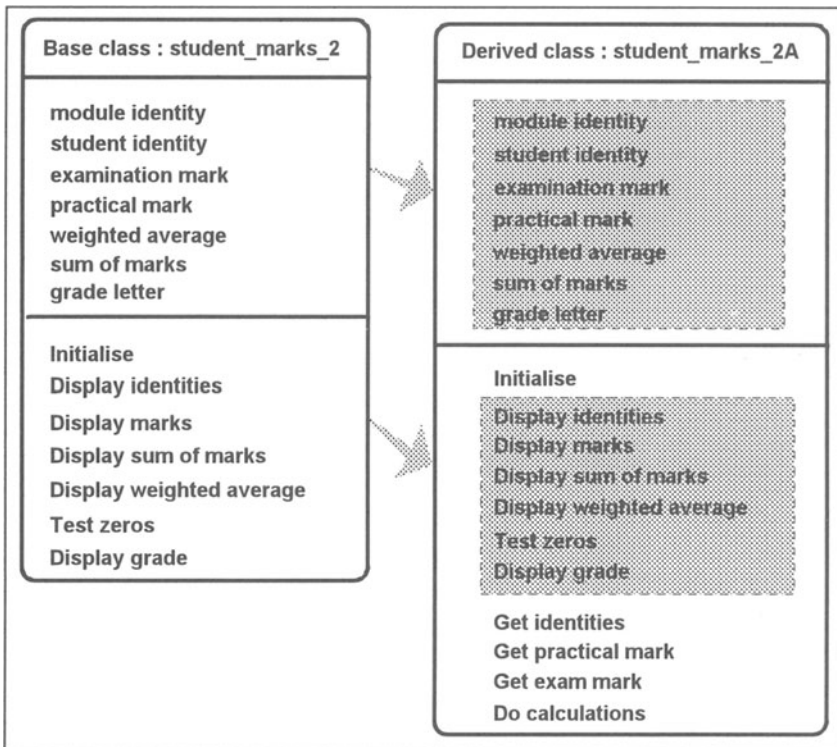 Base class : student_marks_2
module identity
student identity
examination mark
practical mark
weighted average
sum of marks
grade letter
Initialise
Display identities
Display marks
Display sum of marks
Display weighted average
Test zeros
Display grade
Derived class : student_marks_2A
module identity
student identity
examination mark
practical mark
weighted average
sum of marks
grade letter
Initialise
Display identities
Display marks
Display sum of marks
Display weighted average
Test zeros
Display grade
Get identities
Get practical mark
Get exam mark
Do calculations